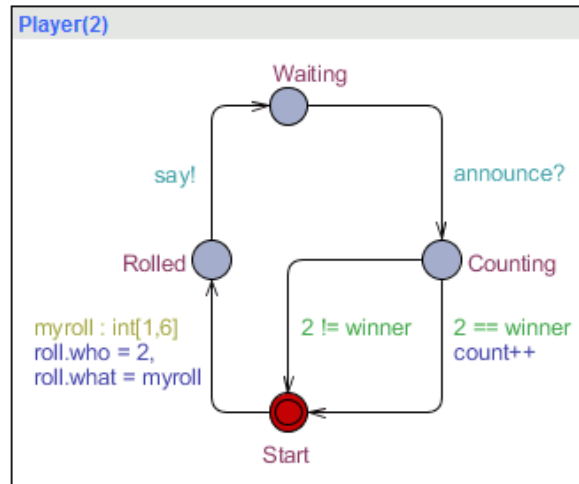 Player(2)
Waiting
say!
announce?
Rolled
Counting
myroll : int[1,6]
roll.who = 2,
roll.what = myroll
2 != winner
2 == winner
count++
Start